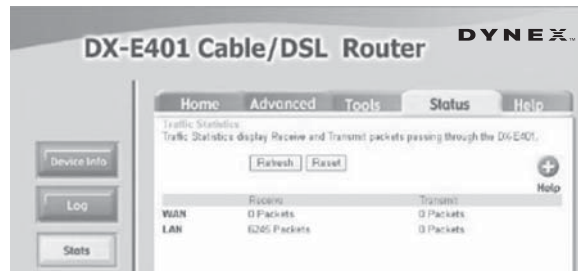 DX-E401 Cable/DSL Router
DYNEX™
Home Advanced Tools Status Help
Traffic Statistics
Traffic Statistics display Receive and Transmit packets passing through the DX-E401.
Refresh Reset
Help
Receive Transmit
WAN 0 Packets 0 Packets
LAN 6245 Packets 0 Packets
Device Info
Log
Stats